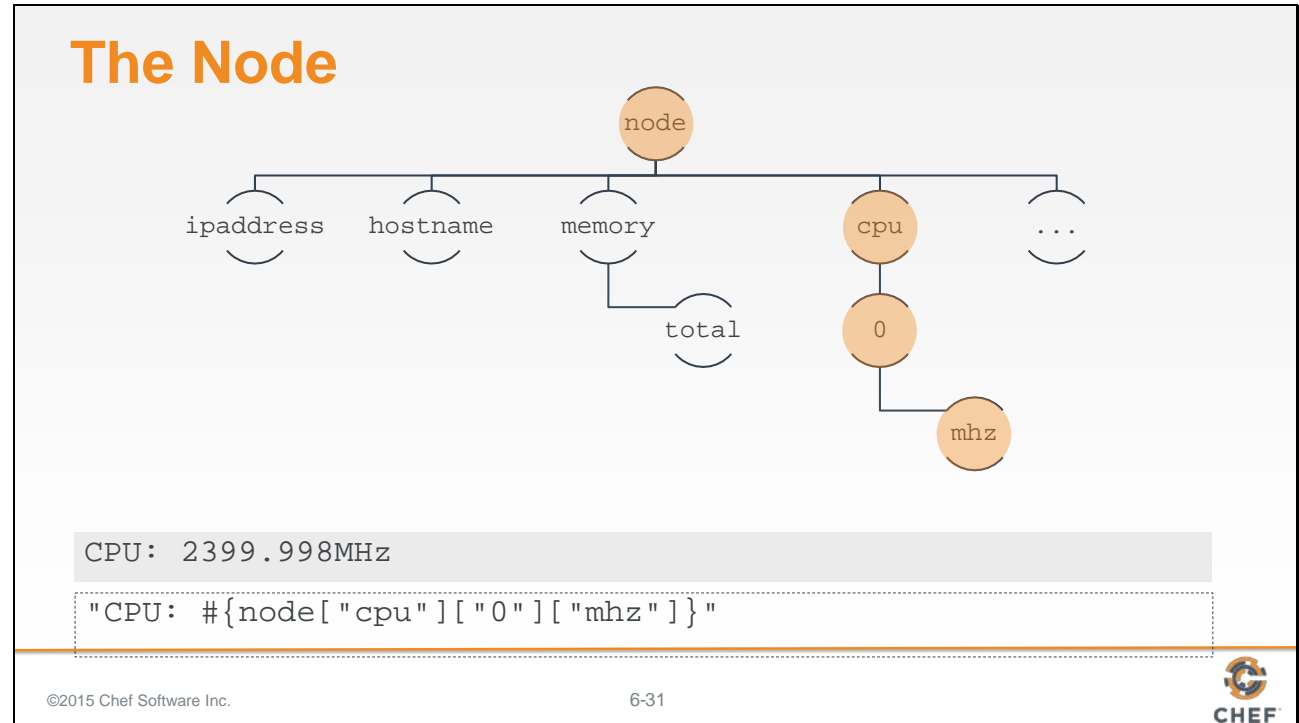 The Node
node
ipaddress hostname memory cpu ...
total 0
mhz
CPU: 2399.998MHz
"CPU: #{node["cpu"]["0"]["mhz"]}"
©2015 Chef Software Inc. 6-31
CHEF